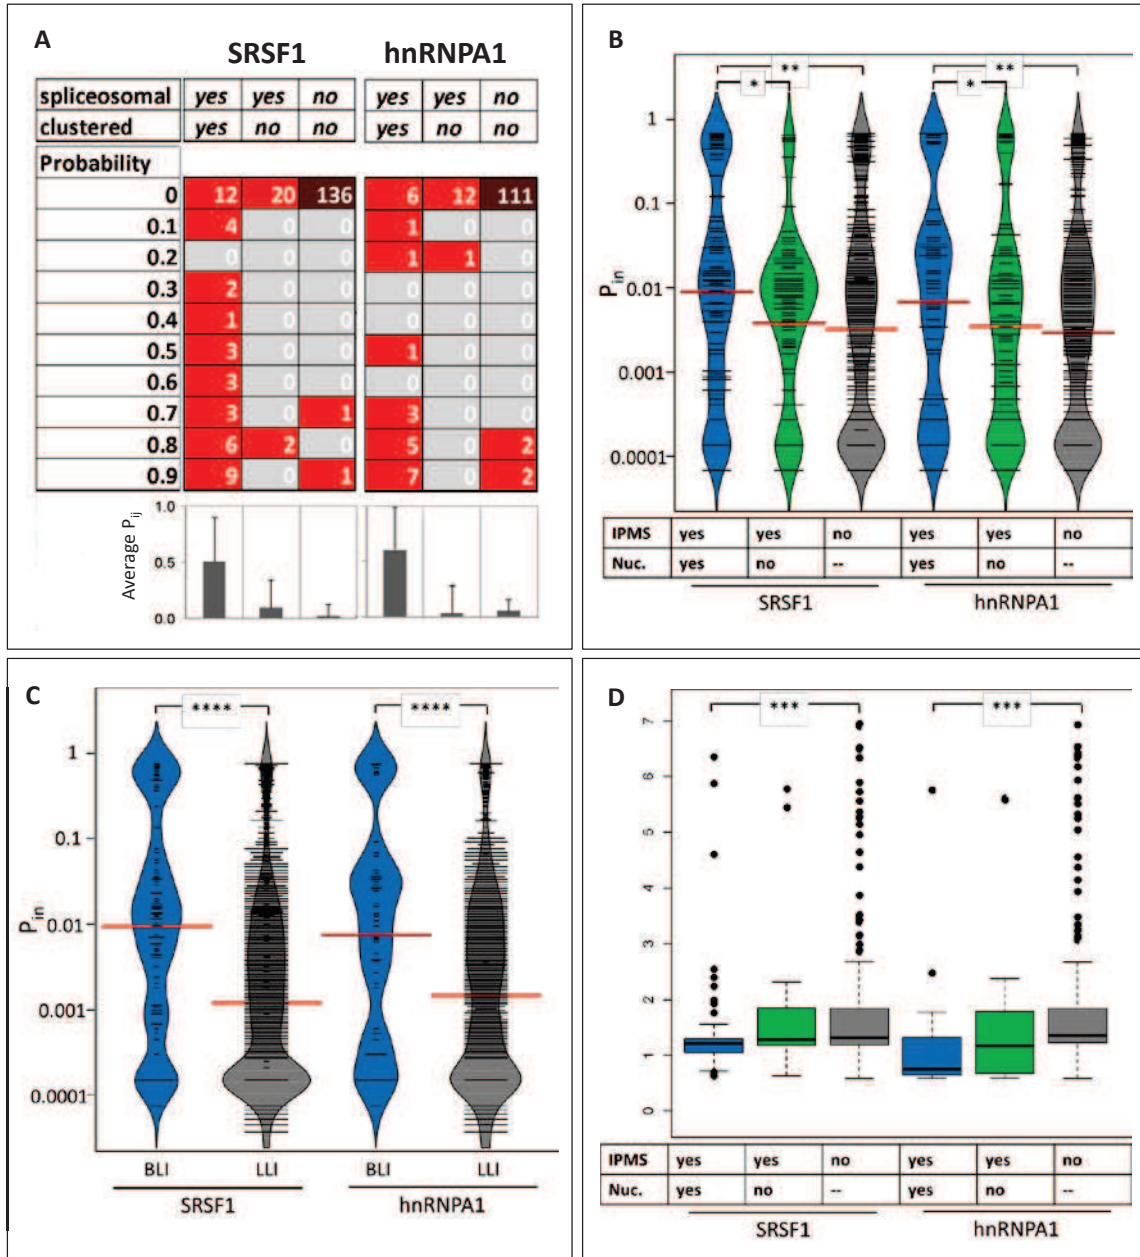 A
SRSF1 hnRNPA1
spliceosomal yes yes no yes yes no
clustered yes no no yes no no
Probability
0 12 20 136 6 12 111
0.1 4 0 0 1 0 0
0.2 0 0 0 1 1 0
0.3 2 0 0 0 0 0
0.4 1 0 0 0 0 0
0.5 3 0 0 1 0 0
0.6 3 0 0 0 0 0
0.7 3 0 1 3 0 0
0.8 6 2 0 5 0 2
0.9 9 0 1 7 0 2
Average Pij
1.0
0.5
0.0
B
** **
* *
Pin
1
0.1
0.01
0.001
0.0001
IPMS yes yes no yes yes no
Nuc. yes no -- yes no --
SRSF1 hnRNPA1
C
**** ****
Pin
1
0.1
0.01
0.001
0.0001
BLI LLI BLI LLI
SRSF1 hnRNPA1
D
*** ***
7
6
5
4
3
2
1
0
IPMS yes yes no yes yes no
Nuc. yes no -- yes no --
SRSF1 hnRNPA1